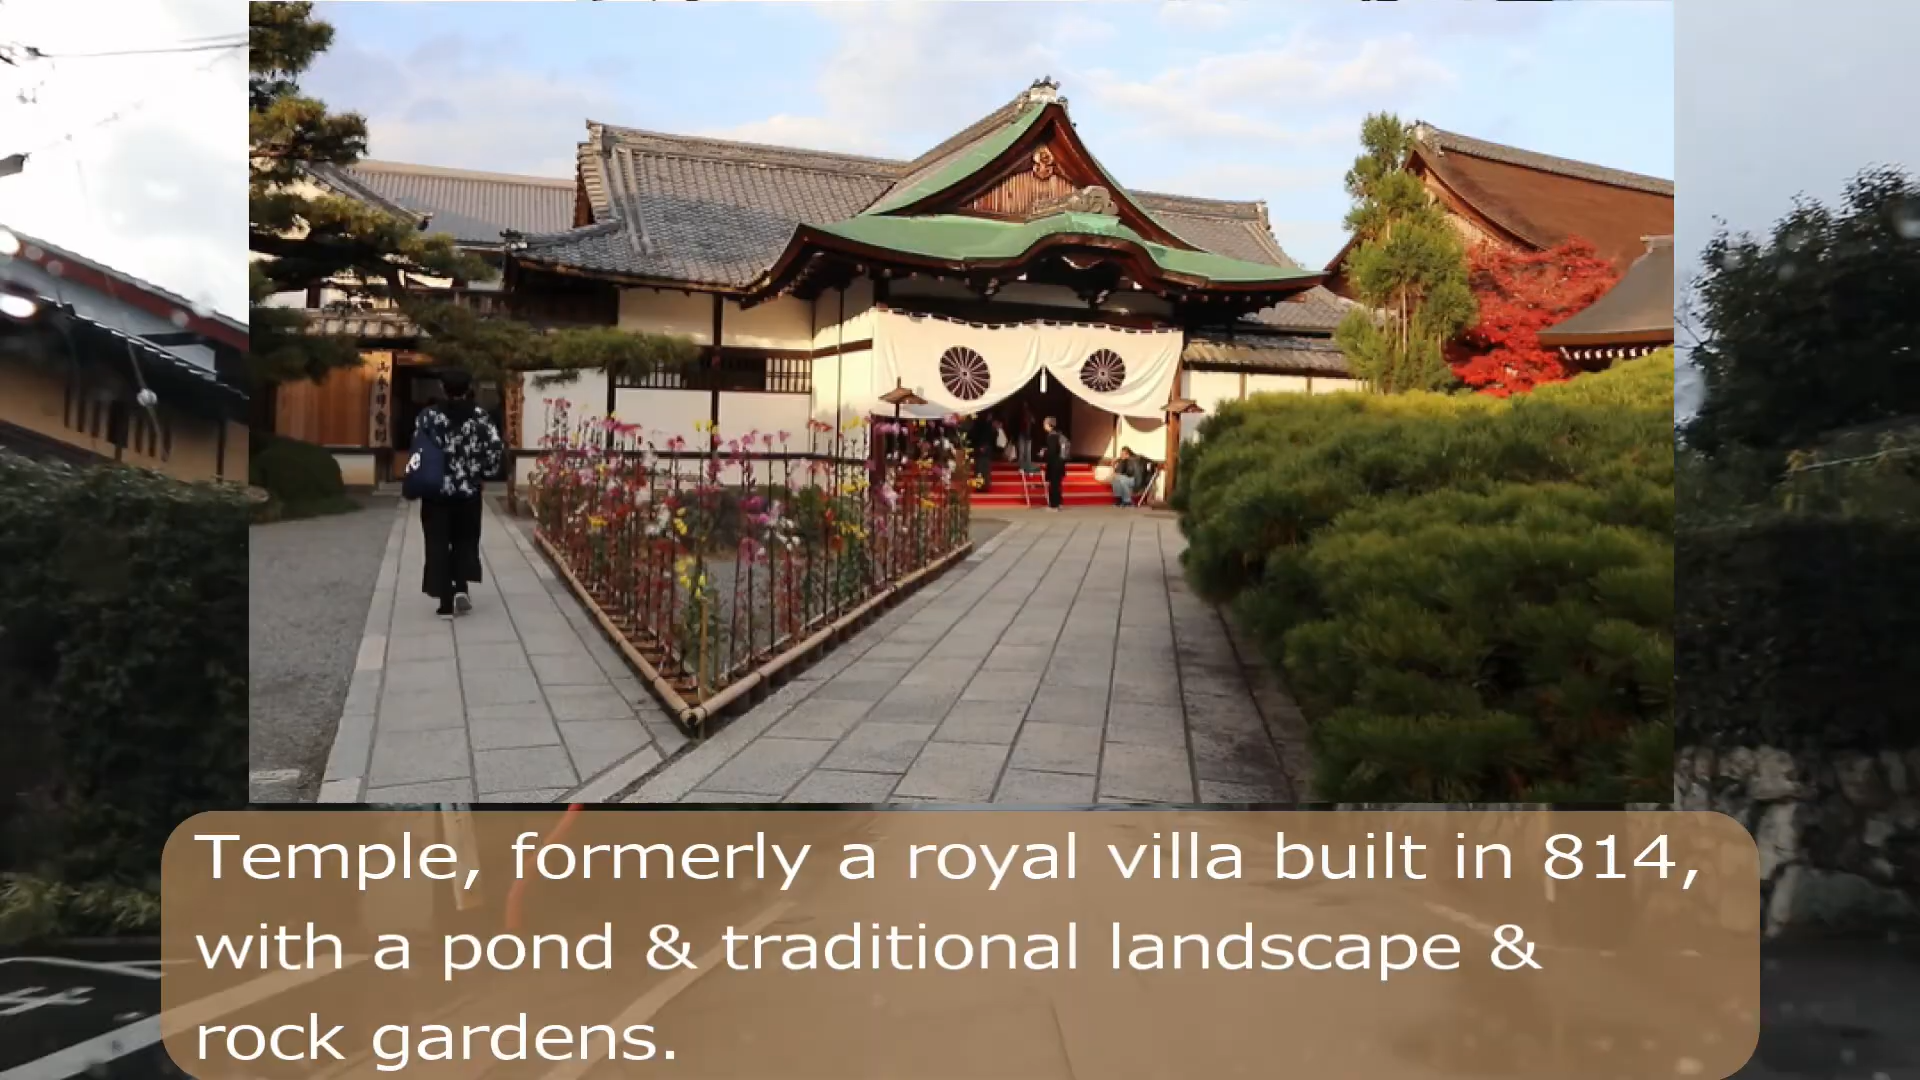 Temple, formerly a royal villa built in 814,
with a pond & traditional landscape &
rock gardens.